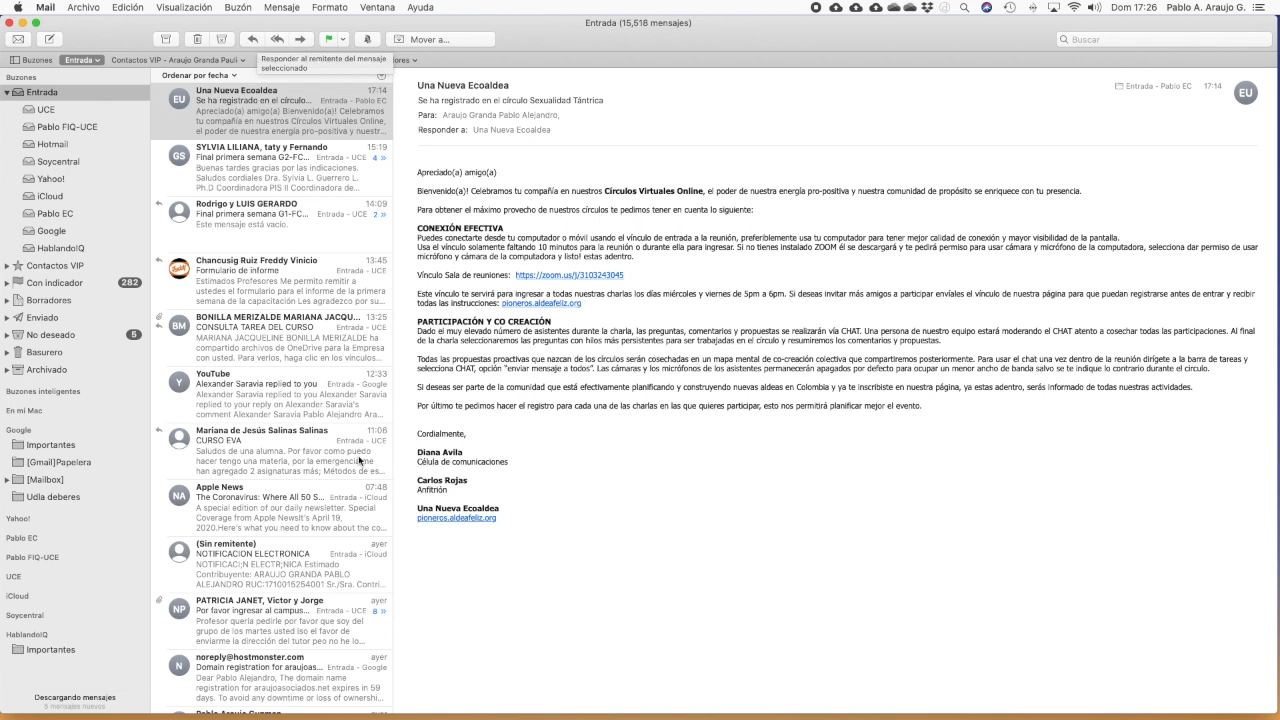 Mail Archivo Edición Visualización Buzón Mensaje Formato Ventana Ayuda Dom 17:26 Pablo A. Araujo G.
Entrada (15,518 mensajes)
Mover a... Buscar
Buzones Entrada Contactos VIP - Araujo Granda Pauli ores
Responder al remitente del mensaje
seleccionado
Buzones
Entrada
UCE
Pablo FIQ-UCE
Hotmail
Soycentral
Yahoo!
iCloud
Pablo EC
Google
HablandoIQ
Contactos VIP
Con indicador 282
Borradores
Enviado
No deseado 5
Basurero
Archivado
Buzones inteligentes
En mi Mac
Google
Importantes
[Gmail]Papelera
[Mailbox]
Udla deberes
Yahoo!
Pablo EC
Pablo FIQ-UCE
UCE
iCloud
Soycentral
HablandoIQ
Importantes
Descargando mensajes
5 mensajes nuevos
Ordenar por fecha
EU
Una Nueva Ecoaldea 17:14
Se ha registrado en el círculo... Entrada - Pablo EC
Apreciado(a) amigo(a) Bienvenido(a)! Celebramos
tu compañía en nuestros Círculos Virtuales Online,
el poder de nuestra energía pro-positiva y nuestr...
GS
SYLVIA LILIANA, taty y Fernando 15:19
Final primera semana G2-FC... Entrada - UCE 4 »
Buenas tardes gracias por las indicaciones.
Saludos cordiales Dra. Sylvia L. Guerrero L.
Ph.D Coordinadora PIS II Coordinadora de...
Rodrigo y LUIS GERARDO 14:09
Final primera semana G1-FC... Entrada - UCE 2 »
Este mensaje está vacío.
Chancusig Ruiz Freddy Vinicio 13:45
Formulario de informe Entrada - UCE
Estimados Profesores Me permito remitir a
ustedes el formulario para el informe de la primera
semana de la capacitación Les agradezco por su...
BM
BONILLA MERIZALDE MARIANA JACQU... 13:25
CONSULTA TAREA DEL CURSO Entrada - UCE
MARIANA JACQUELINE BONILLA MERIZALDE ha
compartido archivos de OneDrive para la Empresa
con usted. Para verlos, haga clic en los vínculos...
Y
YouTube 12:33
Alexander Saravia replied to you Entrada - Google
Alexander Saravia replied to you Alexander Saravia
replied to your reply on Alexander Saravia's
comment Alexander Saravia Pablo Alejandro Ara...
Mariana de Jesús Salinas Salinas 11:06
CURSO EVA Entrada - UCE
Saludos de una alumna. Por favor como puedo
hacer tengo una materia, por la emergencia me
han agregado 2 asignaturas más; Métodos de es...
NA
Apple News 07:48
The Coronavirus: Where All 50 S... Entrada - iCloud
A special edition of our daily newsletter. Special
Coverage from Apple NewsIt's April 19,
2020.Here's what you need to know about the co...
(Sin remitente) ayer
NOTIFICACION ELECTRONICA Entrada - iCloud
NOTIFICACI;N ELECTR;NICA Estimado
Contribuyente: ARAUJO GRANDA PABLO
ALEJANDRO RUC:1710015254001 Sr./Sra. Contri...
NP
PATRICIA JANET, Victor y Jorge ayer
Por favor ingresar al campus... Entrada - UCE 8 »
Profesor quería pedirle por favor que soy del
grupo de los martes usted iso el favor de
enviarme la dirección del tutor peo no he lo...
N
noreply@hostmonster.com ayer
Domain registration for araujoas... Entrada - Google
Dear Pablo Alejandro, The domain name
registration for araujoasociados.net expires in 59
days. To avoid any downtime or loss of ownershi...
Una Nueva Ecoaldea Entrada - Pablo EC 17:14 EU
Se ha registrado en el círculo Sexualidad Tántrica
Para: Araujo Granda Pablo Alejandro,
Responder a: Una Nueva Ecoaldea
Apreciado(a) amigo(a)
Bienvenido(a)! Celebramos tu compañía en nuestros Círculos Virtuales Online, el poder de nuestra energía pro-positiva y nuestra comunidad de propósito se enriquece con tu presencia.
Para obtener el máximo provecho de nuestros círculos te pedimos tener en cuenta lo siguiente:
CONEXIÓN EFECTIVA
Puedes conectarte desde tu computador o móvil usando el vínculo de entrada a la reunión, preferiblemente usa tu computador para tener mejor calidad de conexión y mayor visibilidad de la pantalla.
Usa el vínculo solamente faltando 10 minutos para la reunión o durante ella para ingresar. Si no tienes instalado ZOOM él se descargará y te pedirá permiso para usar cámara y micrófono de la computadora, selecciona dar permiso de usar
micrófono y cámara de la computadora y listo! estas adentro.
Vínculo Sala de reuniones: https://zoom.us/j/3103243045
Este vínculo te servirá para ingresar a todas nuestras charlas los días miércoles y viernes de 5pm a 6pm. Si deseas invitar más amigos a participar envíales el vínculo de nuestra página para que puedan registrarse antes de entrar y recibir
todas las instrucciones: pioneros.aldeafeliz.org
PARTICIPACIÓN Y CO CREACIÓN
Dado el muy elevado número de asistentes durante la charla, las preguntas, comentarios y propuestas se realizarán vía CHAT. Una persona de nuestro equipo estará moderando el CHAT atento a cosechar todas las participaciones. Al final
de la charla seleccionaremos las preguntas con hilos más persistentes para ser trabajadas en el círculo y resumiremos los comentarios y propuestas.
Todas las propuestas proactivas que nazcan de los círculos serán cosechadas en un mapa mental de co-creación colectiva que compartiremos posteriormente. Para usar el chat una vez dentro de la reunión dirígete a la barra de tareas y
selecciona CHAT, opción "enviar mensaje a todos". Las cámaras y los micrófonos de los asistentes permanecerán apagados por defecto para ocupar un menor ancho de banda salvo se te indique lo contrario durante el círculo.
Si deseas ser parte de la comunidad que está efectivamente planificando y construyendo nuevas aldeas en Colombia y ya te inscribiste en nuestra página, ya estas adentro, serás informado de todas nuestras actividades.
Por último te pedimos hacer el registro para cada una de las charlas en las que quieres participar, esto nos permitirá planificar mejor el evento.
Cordialmente,
Diana Avila
Célula de comunicaciones
Carlos Rojas
Anfitrión
Una Nueva Ecoaldea
pioneros.aldeafeliz.org